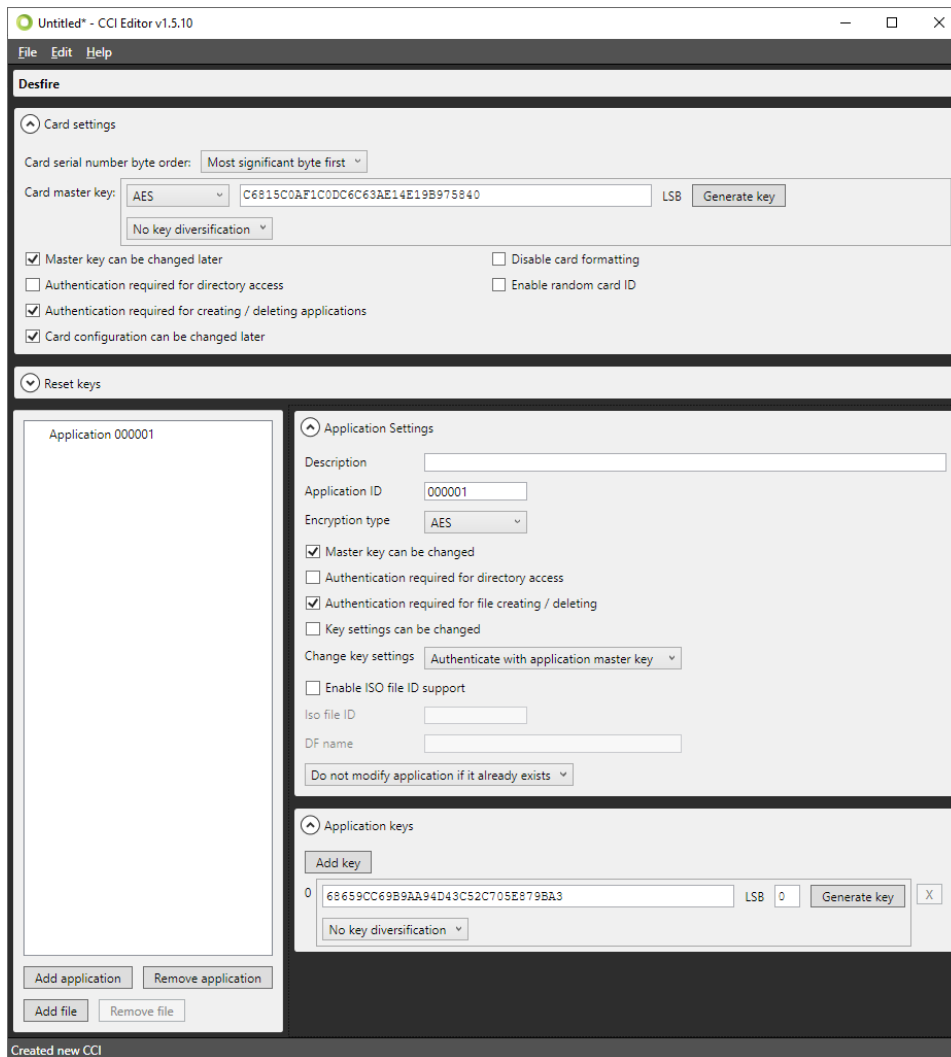 Untitled* - CCI Editor v1.5.10
File Edit Help
Desfire
Card settings
Card serial number byte order: Most significant byte first
Card master key: AES C6815C0AF1C0DC6C63AE14E19B975840 LSB Generate key
No key diversification
Master key can be changed later Disable card formatting
Authentication required for directory access Enable random card ID
Authentication required for creating / deleting applications
Card configuration can be changed later
Reset keys
Application 000001
Application Settings
Description
Application ID 000001
Encryption type AES
Master key can be changed
Authentication required for directory access
Authentication required for file creating / deleting
Key settings can be changed
Change key settings Authenticate with application master key
Enable ISO file ID support
Iso file ID
DF name
Do not modify application if it already exists
Application keys
Add key
0 68659CC69B9AA94D43C52C705E879BA3 LSB 0 Generate key X
No key diversification
Add application Remove application
Add file Remove file
Created new CCI